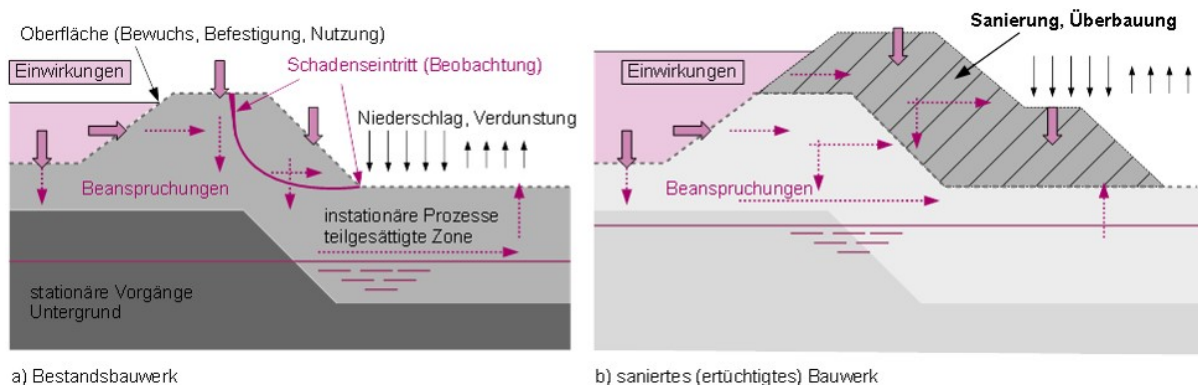 Oberfläche (Bewuchs, Befestigung, Nutzung)
Einwirkungen
Schadenseintritt (Beobachtung)
Niederschlag, Verdunstung
Beanspruchungen
instationäre Prozesse
teilgesättigte Zone
stationäre Vorgänge
Untergrund
a) Bestandsbauwerk
Sanierung, Überbauung
Einwirkungen
Beanspruchungen
b) saniertes (ertüchtigtes) Bauwerk